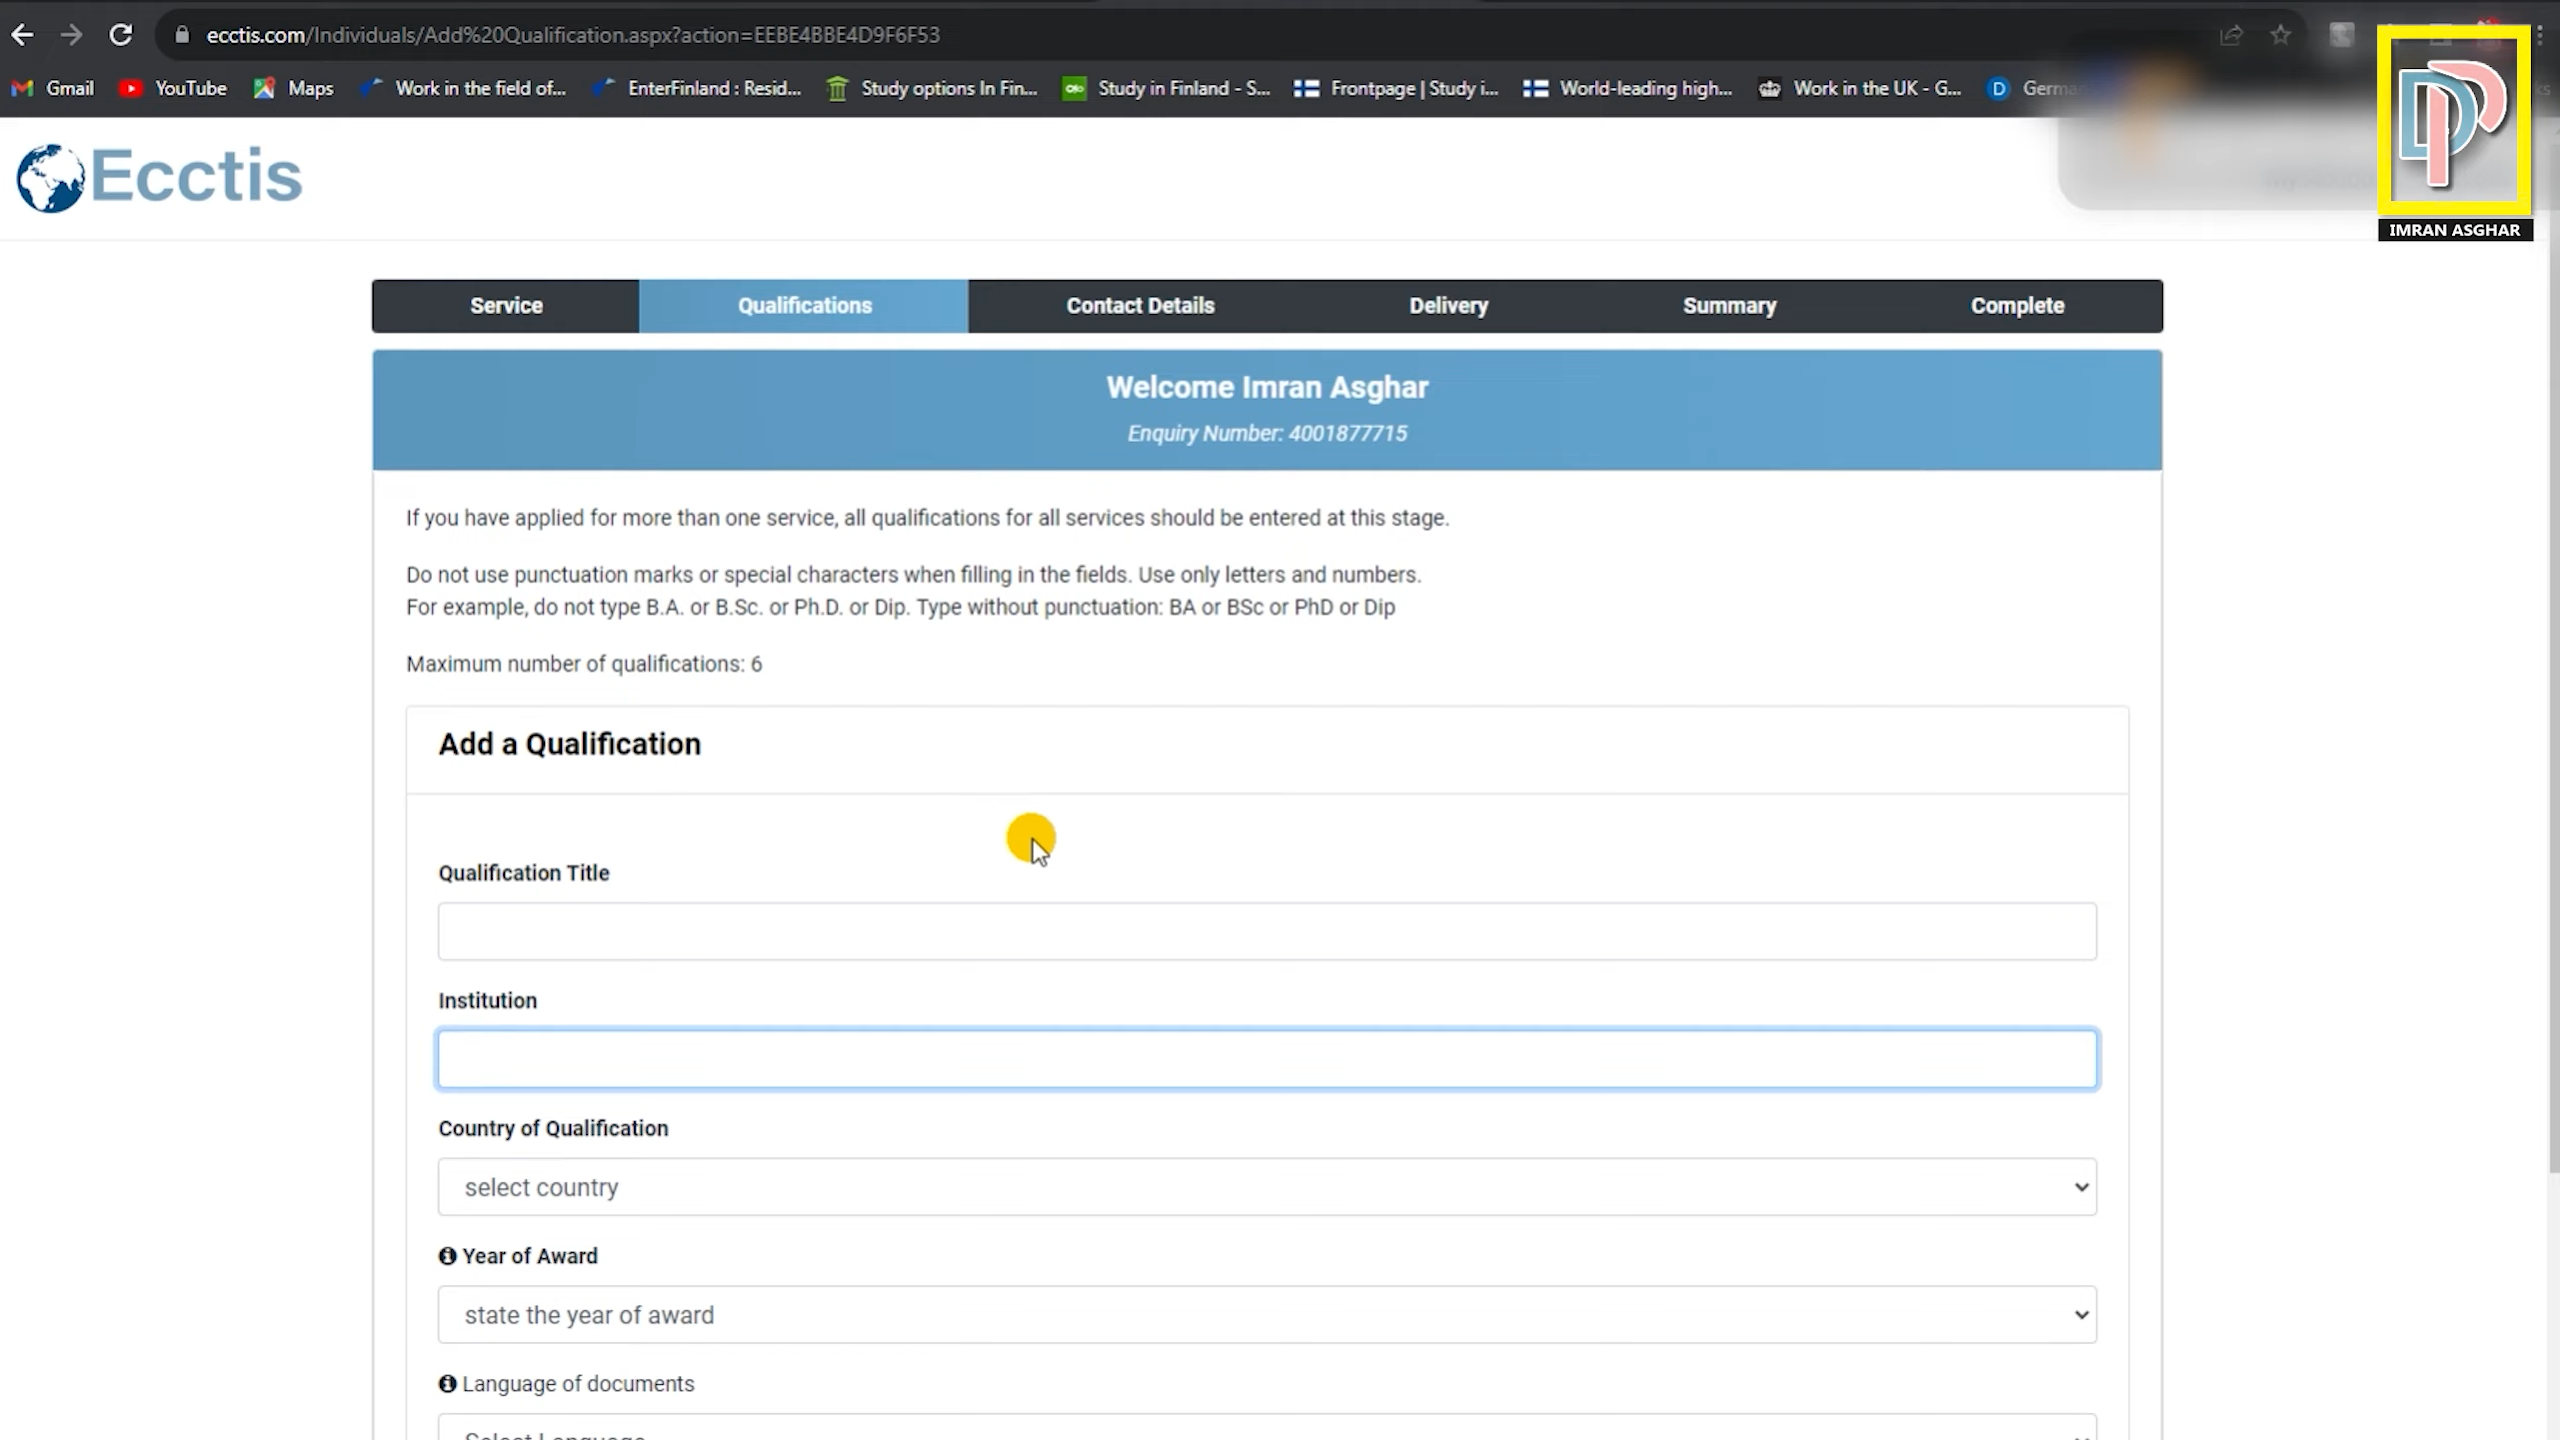 ecctis.com/Individuals/Add%20Qualification.aspx?action=EEBE4BBE4D9F6F53
Gmail YouTube Maps Work in the field of... EnterFinland : Resid... Study options In Fin... Study in Finland - S... Frontpage | Study i... World-leading high... Work in the UK - G...
Ecctis
IMRAN ASGHAR
Service Qualifications Contact Details Delivery Summary Complete
Welcome Imran Asghar
Enquiry Number: 4001877715
If you have applied for more than one service, all qualifications for all services should be entered at this stage.
Do not use punctuation marks or special characters when filling in the fields. Use only letters and numbers.
For example, do not type B.A. or B.Sc. or Ph.D. or Dip. Type without punctuation: BA or BSc or PhD or Dip
Maximum number of qualifications: 6
Add a Qualification
Qualification Title
Institution
Country of Qualification
select country
Year of Award
state the year of award
Language of documents
Select Language